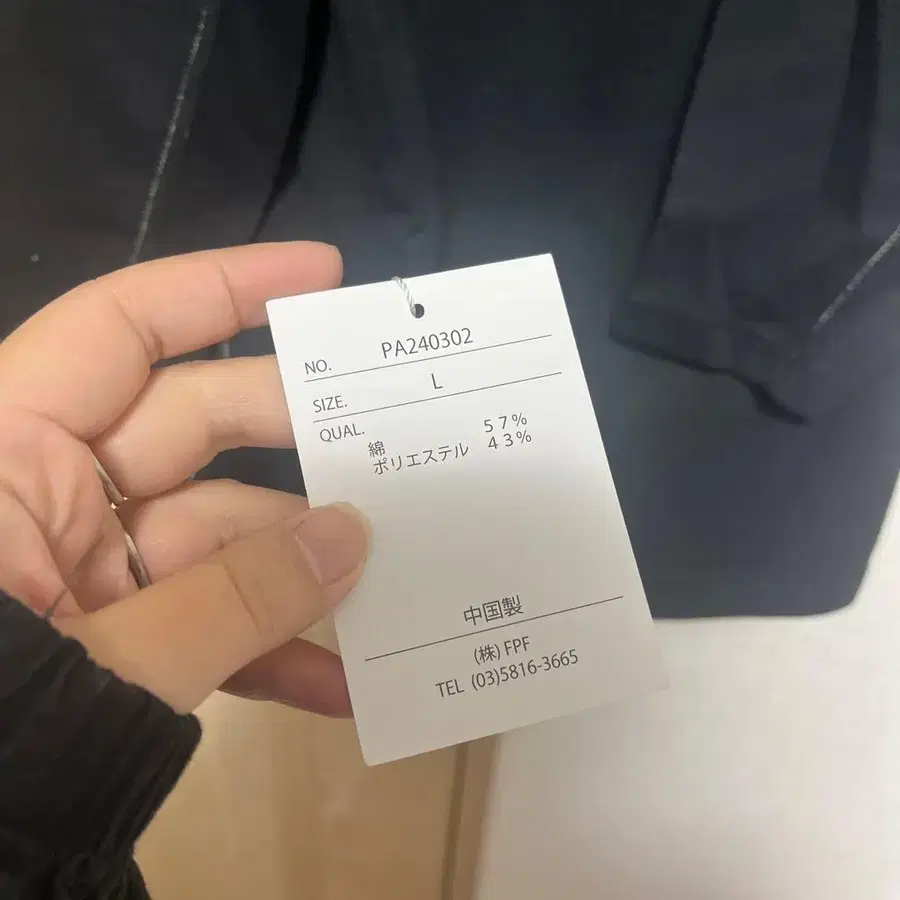 NO. PA240302
SIZE. L
QUAL.
綿 57%
ポリエステル 43%
中国製
(株) FPF
TEL (03)5816-3665